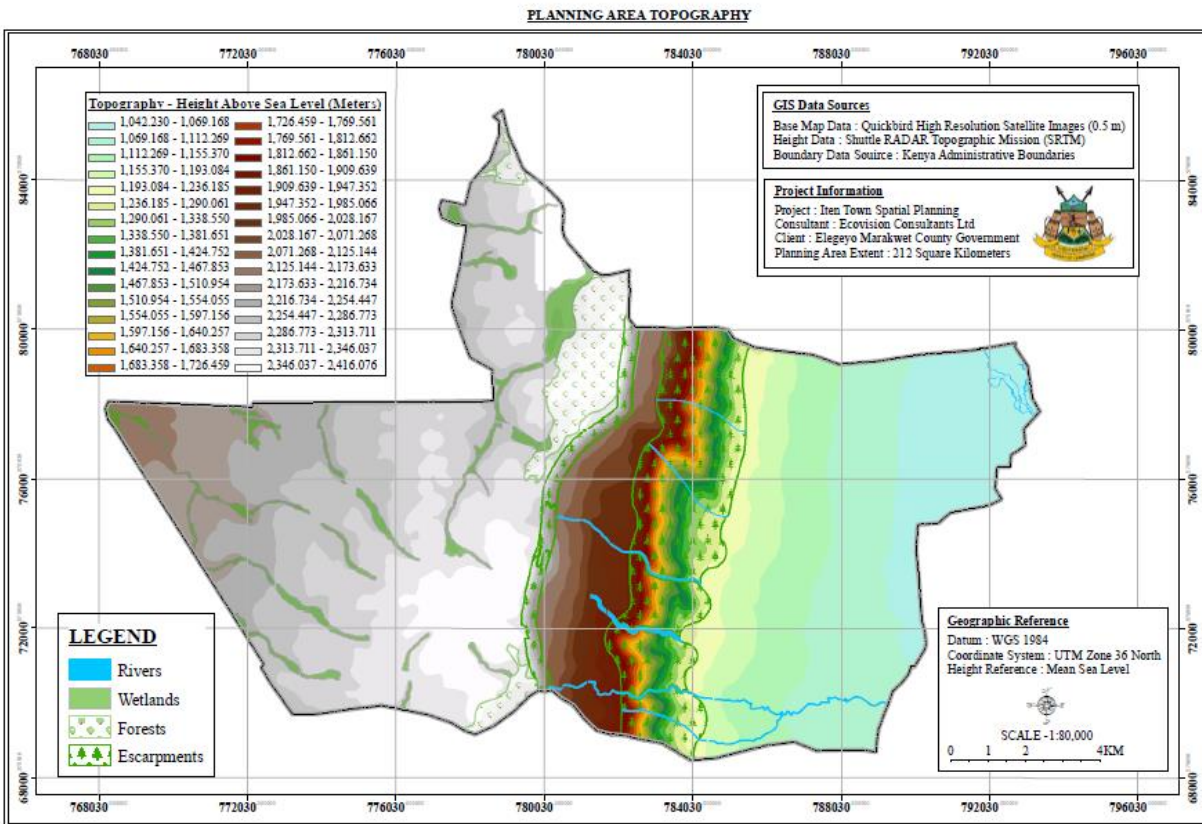 PLANNING AREA TOPOGRAPHY
768030 772030 776030 780030 784030 788030 792030 796030
Topography - Height Above Sea Level (Meters)
1,042.230 - 1,069.168 1,726.459 - 1,769.561
1,069.168 - 1,112.269 1,769.561 - 1,812.662
1,112.269 - 1,155.370 1,812.662 - 1,861.150
1,155.370 - 1,193.084 1,861.150 - 1,909.639
1,193.084 - 1,236.185 1,909.639 - 1,947.352
1,236.185 - 1,290.061 1,947.352 - 1,985.066
1,290.061 - 1,338.550 1,985.066 - 2,028.167
1,338.550 - 1,381.651 2,028.167 - 2,071.268
1,381.651 - 1,424.752 2,071.268 - 2,125.144
1,424.752 - 1,467.853 2,125.144 - 2,173.633
1,467.853 - 1,510.954 2,173.633 - 2,216.734
1,510.954 - 1,554.055 2,216.734 - 2,254.447
1,554.055 - 1,597.156 2,254.447 - 2,286.773
1,597.156 - 1,640.257 2,286.773 - 2,313.711
1,640.257 - 1,683.358 2,313.711 - 2,346.037
1,683.358 - 1,726.459 2,346.037 - 2,416.076
GIS Data Sources
Base Map Data : Quickbird High Resolution Satellite Images (0.5 m)
Height Data : Shuttle RADAR Topographic Mission (SRTM)
Boundary Data Souirce : Kenya Administrative Boundaries
Project Information
Project : Iten Town Spatial Planning
Consultant : Ecovision Consultants Ltd
Client : Elegeyo Marakwet County Government
Planning Area Extent : 212 Square Kilometers
84000 84000
80000 80000
76000 76000
72000 72000
68000 68000
LEGEND
Rivers
Wetlands
Forests
Escarpments
Geographic Reference
Datum : WGS 1984
Coordinate System : UTM Zone 36 North
Height Reference : Mean Sea Level
SCALE -1:80,000
0 1 2 4KM
768030 772030 776030 780030 784030 788030 792030 796030